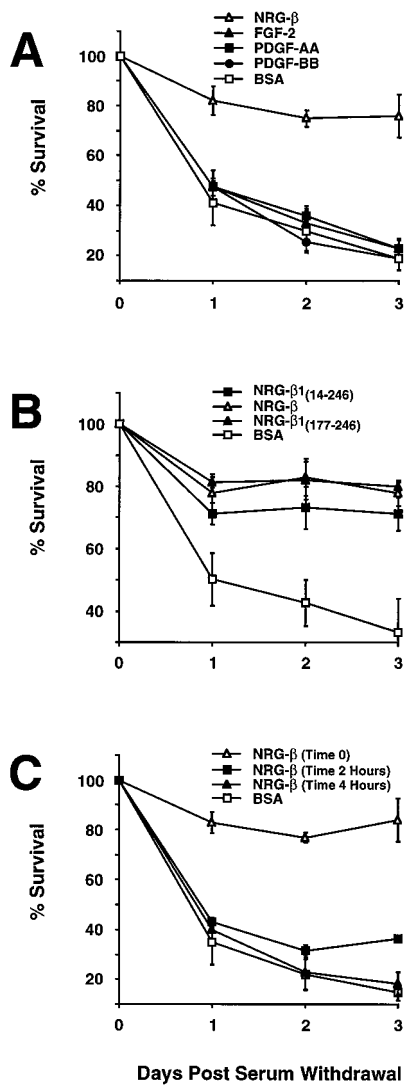 A
NRG-β
FGF-2
PDGF-AA
PDGF-BB
BSA
% Survival
100
80
60
40
20
0 1 2 3
B
NRG-β1(14-246)
NRG-β
NRG-β1(177-246)
BSA
% Survival
100
80
60
40
0 1 2 3
C
NRG-β (Time 0)
NRG-β (Time 2 Hours)
NRG-β (Time 4 Hours)
BSA
% Survival
100
80
60
40
20
0 1 2 3
Days Post Serum Withdrawal